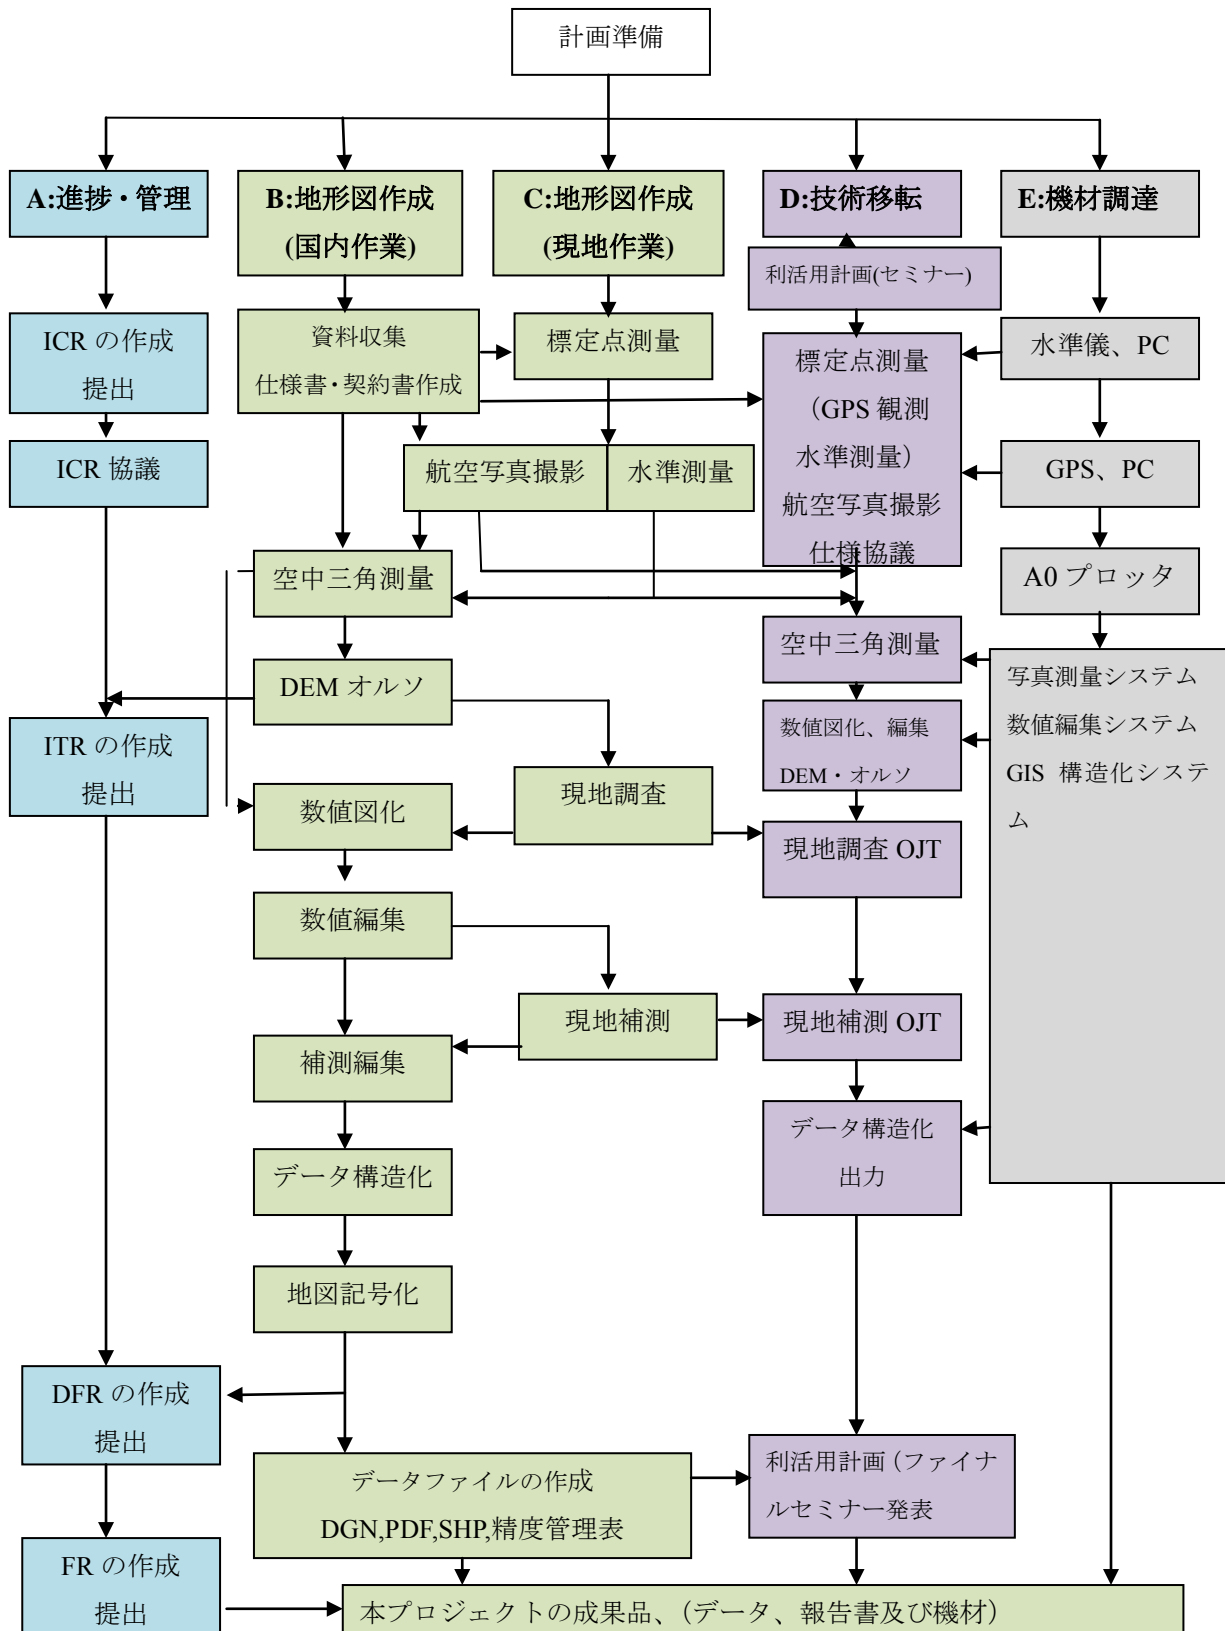 計画準備
A:進捗・管理
B:地形図作成
(国内作業)
C:地形図作成
(現地作業)
D:技術移転
E:機材調達
利活用計画(セミナー)
ICR の作成
提出
資料収集
仕様書・契約書作成
標定点測量
標定点測量
（GPS 観測
水準測量）
航空写真撮影
仕様協議
水準儀、PC
ICR 協議
航空写真撮影
水準測量
GPS、PC
空中三角測量
A0 プロッタ
空中三角測量
DEM オルソ
写真測量システム
数値編集システム
GIS 構造化システ
ム
ITR の作成
提出
数値図化、編集
DEM・オルソ
現地調査
数値図化
現地調査 OJT
数値編集
現地補測
現地補測 OJT
補測編集
データ構造化
出力
データ構造化
地図記号化
DFR の作成
提出
データファイルの作成
DGN,PDF,SHP,精度管理表
利活用計画（ファイナ
ルセミナー発表
FR の作成
提出
本プロジェクトの成果品、（データ、報告書及び機材）